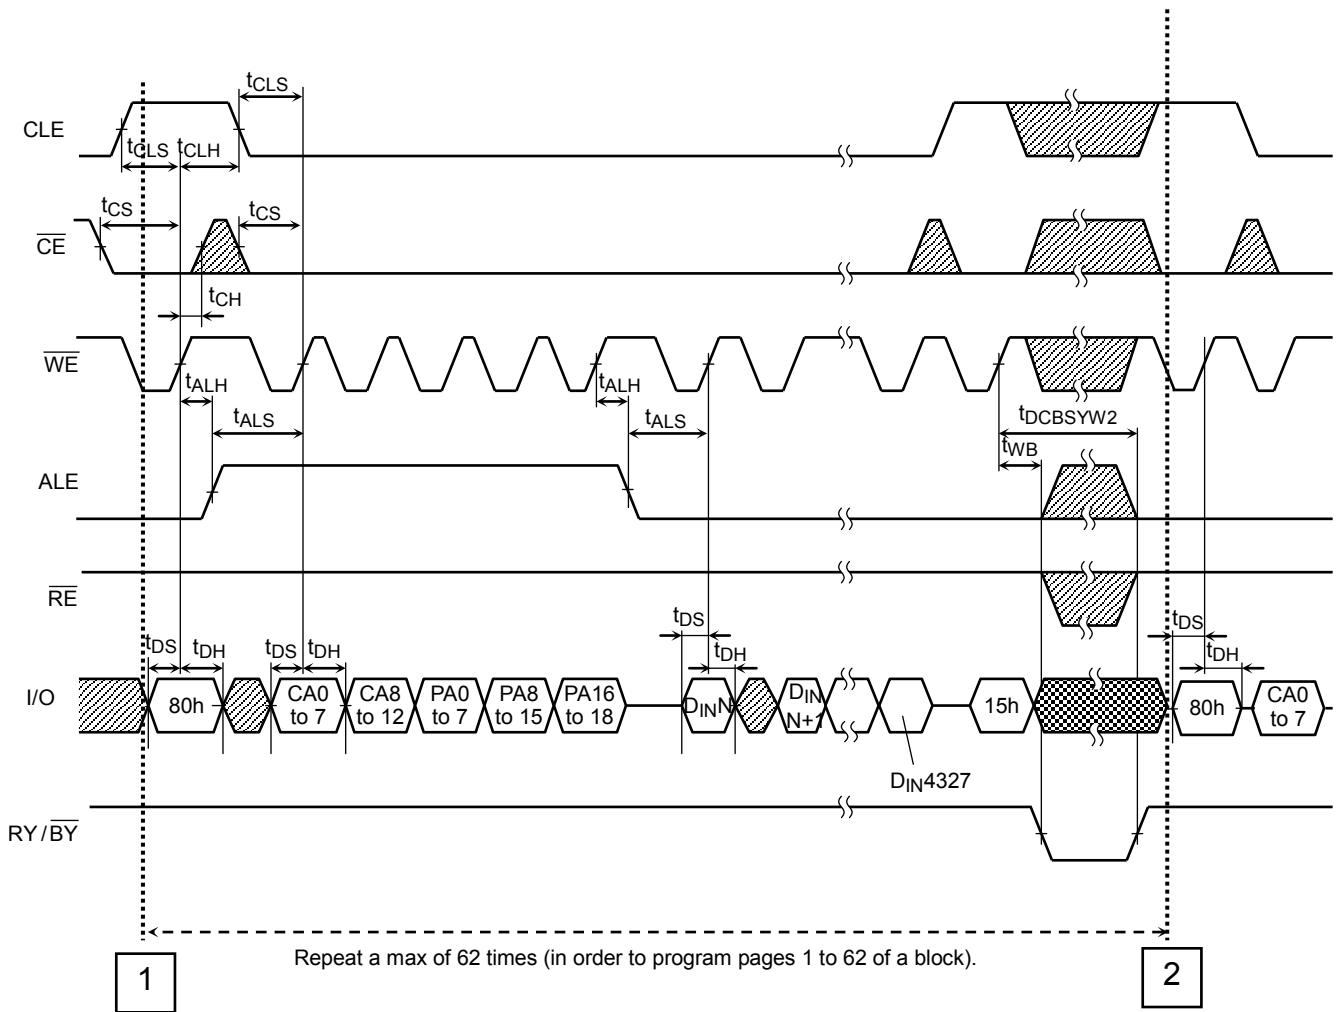 tCLS
CLE
tCLS tCLH
tCS tCS
CE
tCH
WE
tALH tALH
tALS tALS tDCBSYW2
tWB
ALE
RE
tDS tDH tDS tDH tDS tDH tDS tDH
I/O
80h
CA0 to 7
CA8 to 12
PA0 to 7
PA8 to 15
PA16 to 18
DINN
DIN N+1
15h
80h
CA0 to 7
DIN4327
RY/BY
Repeat a max of 62 times (in order to program pages 1 to 62 of a block).
1
2